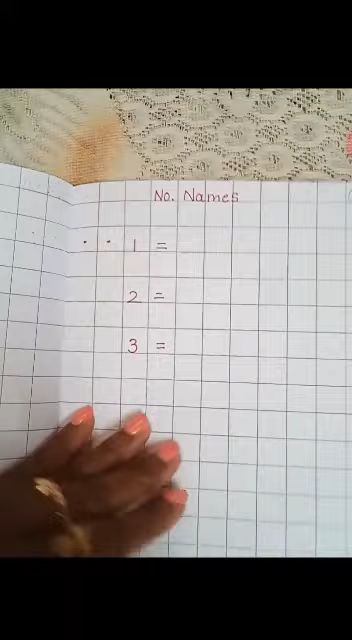 No. Names
1 =
2 =
3 =